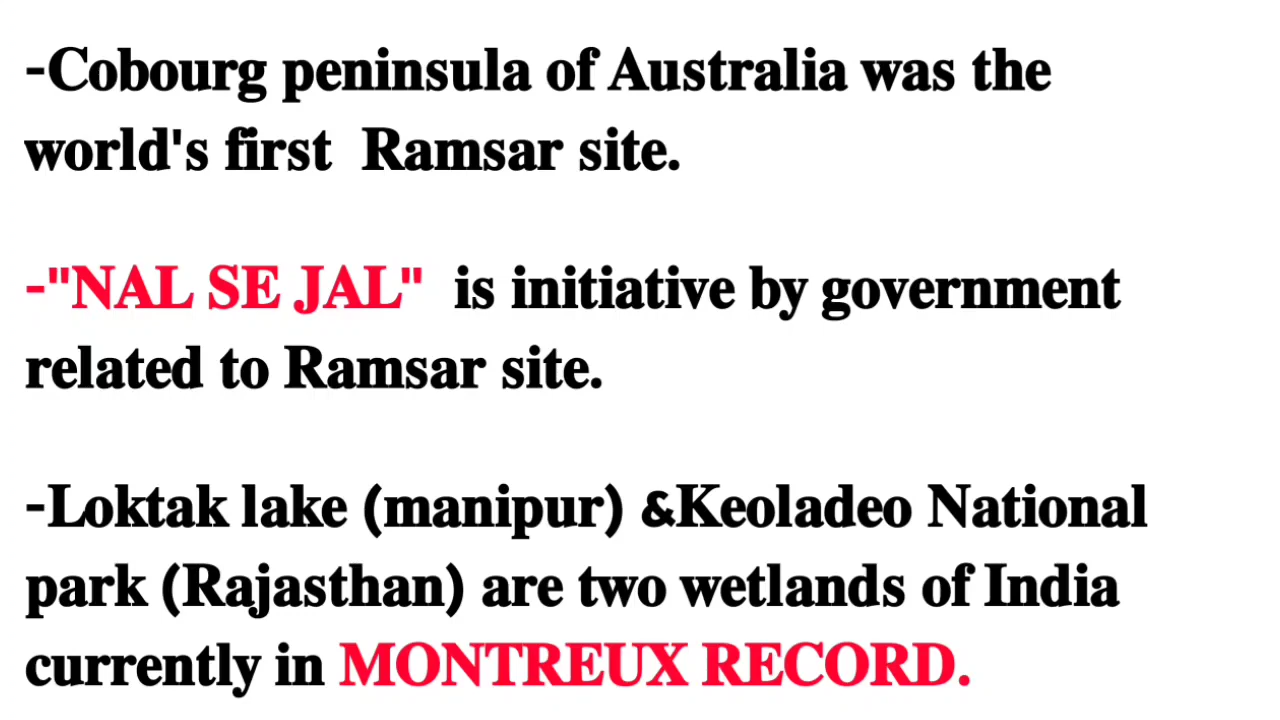 -Cobourg peninsula of Australia was the
world's first  Ramsar site.
-"NAL SE JAL"  is initiative by government
related to Ramsar site.
-Loktak lake (manipur) &Keoladeo National
park (Rajasthan) are two wetlands of India
currently in MONTREUX RECORD.